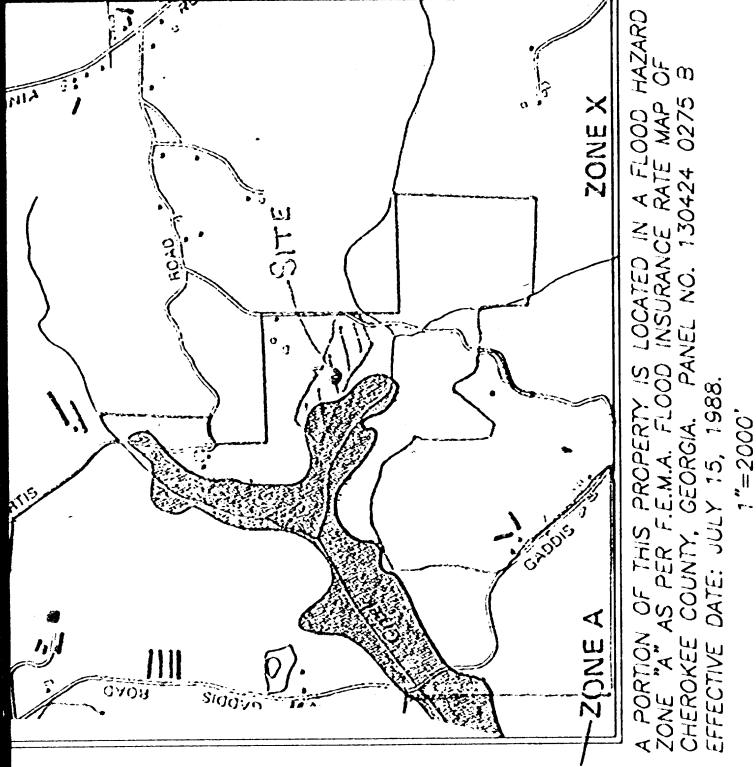 SITE
ROAD
ZONE X
GADDIS
GADDIS
ROAD
ZONE A
A PORTION OF THIS PROPERTY IS LOCATED IN A FLOOD HAZARD
ZONE "A" AS PER F.E.M.A. FLOOD INSURANCE RATE MAP OF
CHEROKEE COUNTY, GEORGIA. PANEL NO. 130424 0275 B
EFFECTIVE DATE: JULY 15, 1988.
1"=2000'